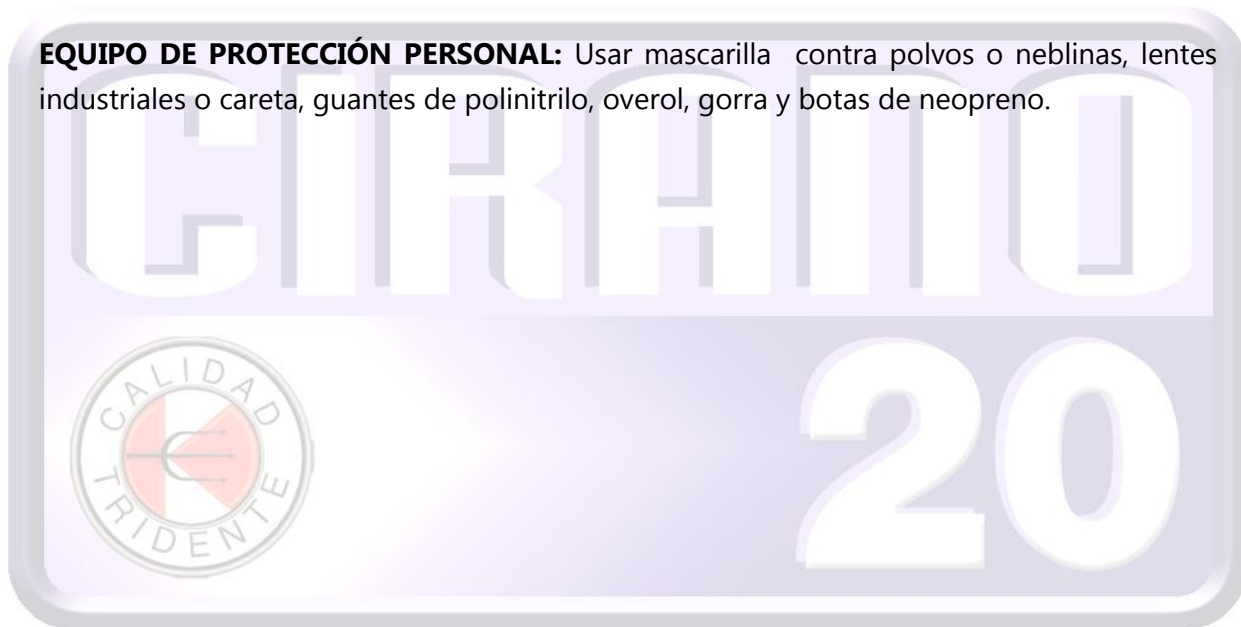 EQUIPO DE PROTECCIÓN PERSONAL: Usar mascarilla contra polvos o neblinas, lentes
industriales o careta, guantes de polinitrilo, overol, gorra y botas de neopreno.
CIRANO
CALIDAD
TRIDENTE
20